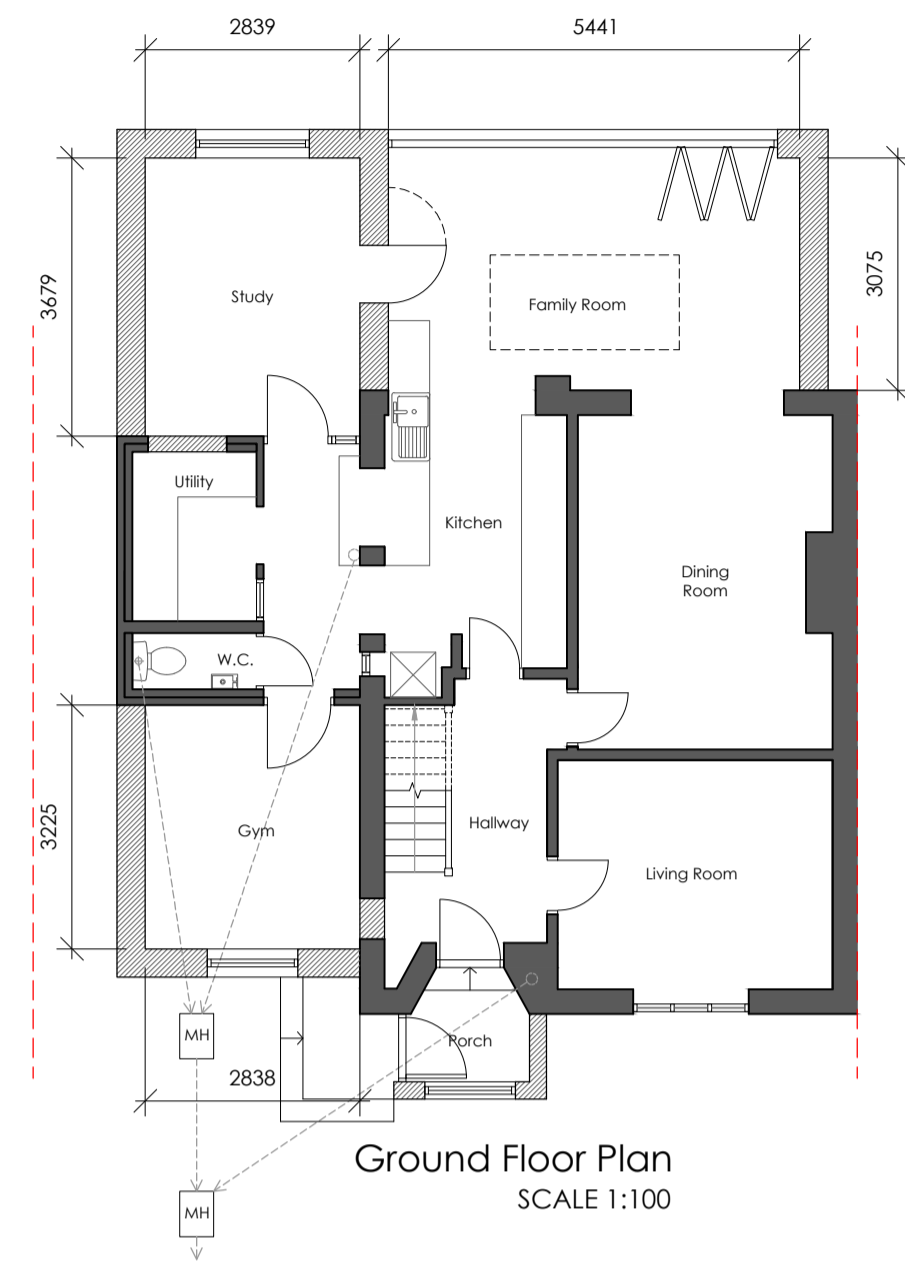 2839
5441
3679
3075
Study
Family Room
Utility
Kitchen
Dining
Room
W.C.
3225
Gym
Hallway
Living Room
MH
Porch
2838
Ground Floor Plan
SCALE 1:100
MH